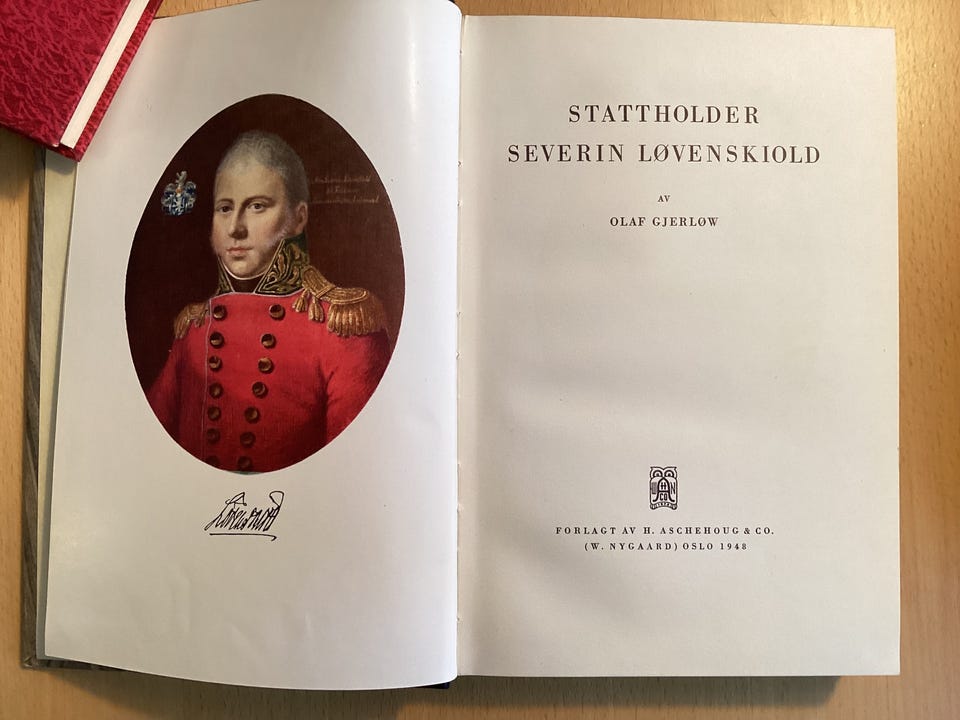 STATTHOLDER
SEVERIN LØVENSKIOLD
AV
OLAF GJERLØW
FORLAGT AV H. ASCHEHOUG & CO.
(W. NYGAARD) OSLO 1948